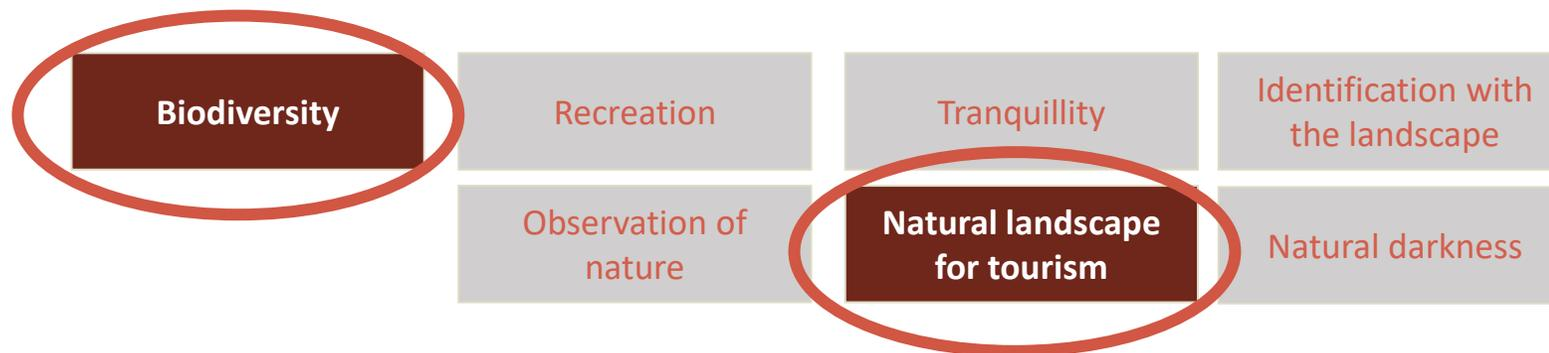 Biodiversity
Recreation
Tranquillity
Identification with
the landscape
Observation of
nature
Natural landscape
for tourism
Natural darkness